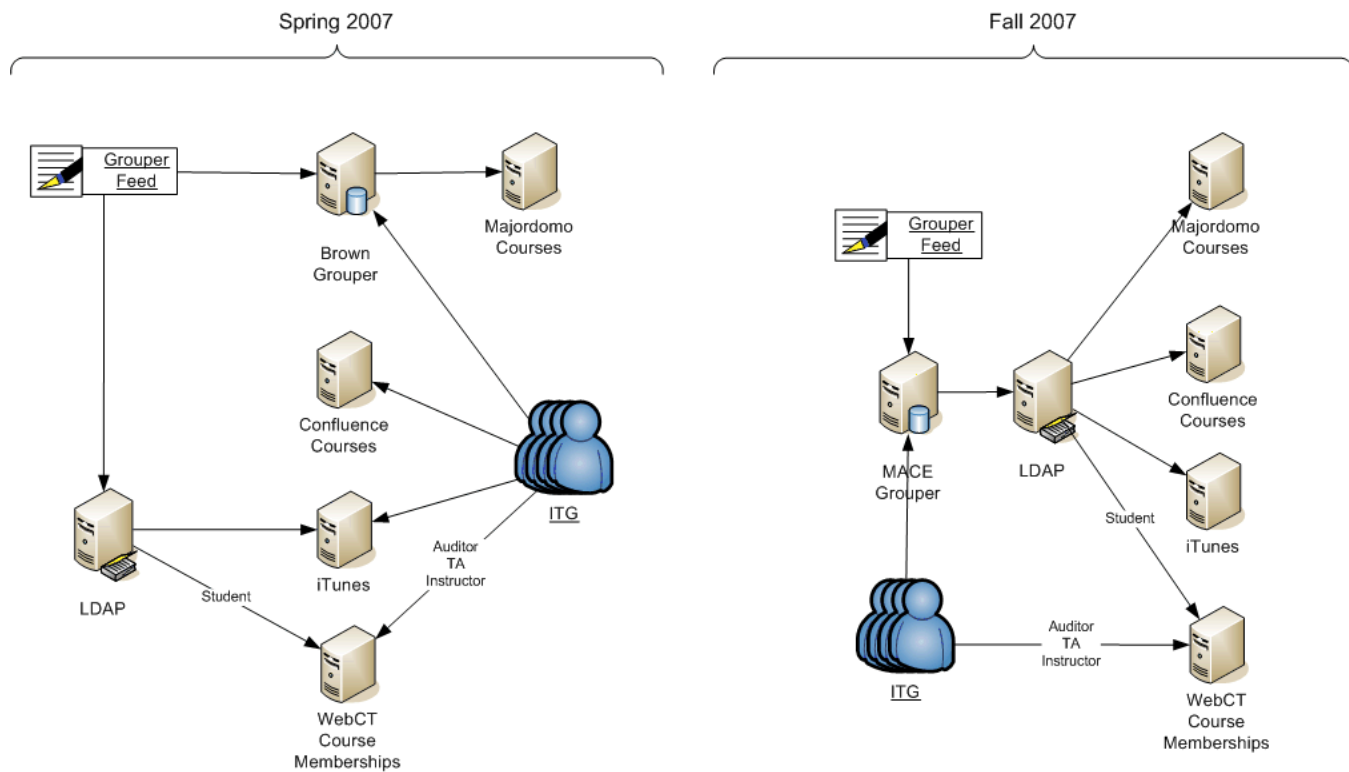 Spring 2007
Grouper
Feed
Brown
Grouper
Majordomo
Courses
Confluence
Courses
ITG
LDAP
iTunes
Student
Auditor
TA
Instructor
WebCT
Course
Memberships
Fall 2007
Grouper
Feed
Majordomo
Courses
MACE
Grouper
LDAP
Confluence
Courses
iTunes
Student
ITG
Auditor
TA
Instructor
WebCT
Course
Memberships